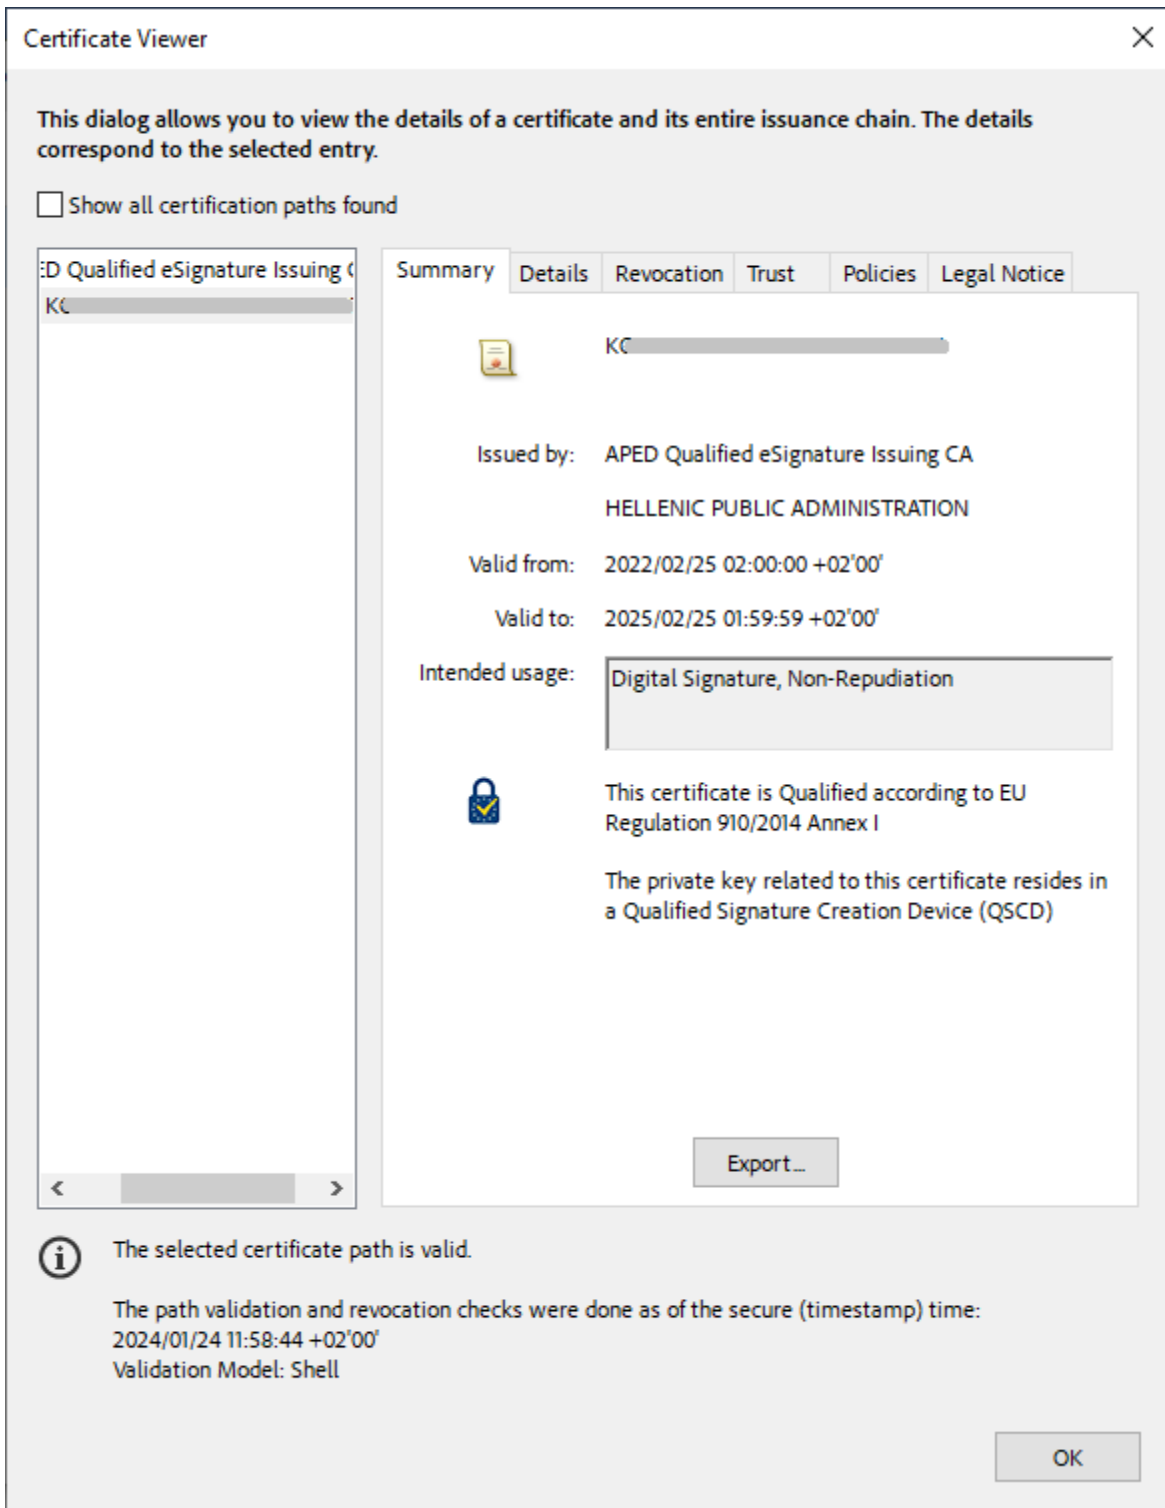 Certificate Viewer
This dialog allows you to view the details of a certificate and its entire issuance chain. The details
correspond to the selected entry.
Show all certification paths found
ED Qualified eSignature Issuing
Summary
Details
Revocation
Trust
Policies
Legal Notice
Issued by: APED Qualified eSignature Issuing CA
HELLENIC PUBLIC ADMINISTRATION
Valid from: 2022/02/25 02:00:00 +02'00'
Valid to: 2025/02/25 01:59:59 +02'00'
Intended usage: Digital Signature, Non-Repudiation
This certificate is Qualified according to EU
Regulation 910/2014 Annex I
The private key related to this certificate resides in
a Qualified Signature Creation Device (QSCD)
Export...
The selected certificate path is valid.
The path validation and revocation checks were done as of the secure (timestamp) time:
2024/01/24 11:58:44 +02'00'
Validation Model: Shell
OK